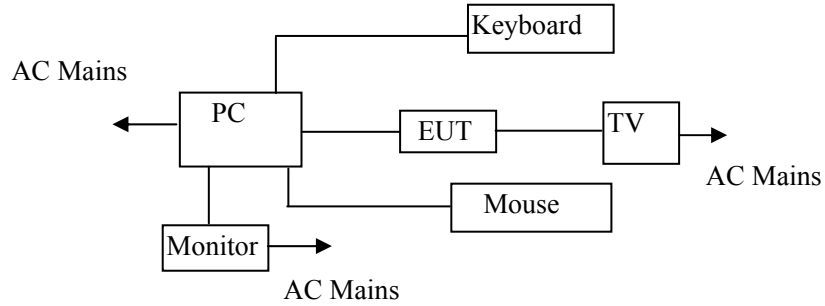 Keyboard
AC Mains
PC
EUT
TV
AC Mains
Mouse
Monitor
AC Mains